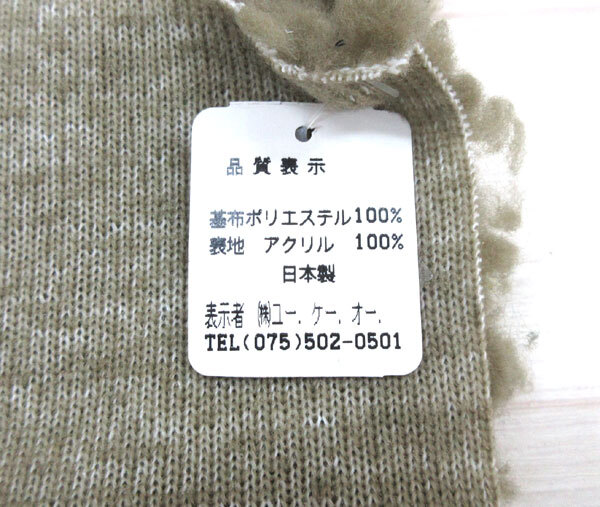 品質表示
基布ポリエステル100%
裏地 アクリル 100%
日本製
表示者 ㈱ユー.ケー.オー.
TEL(075)502-0501